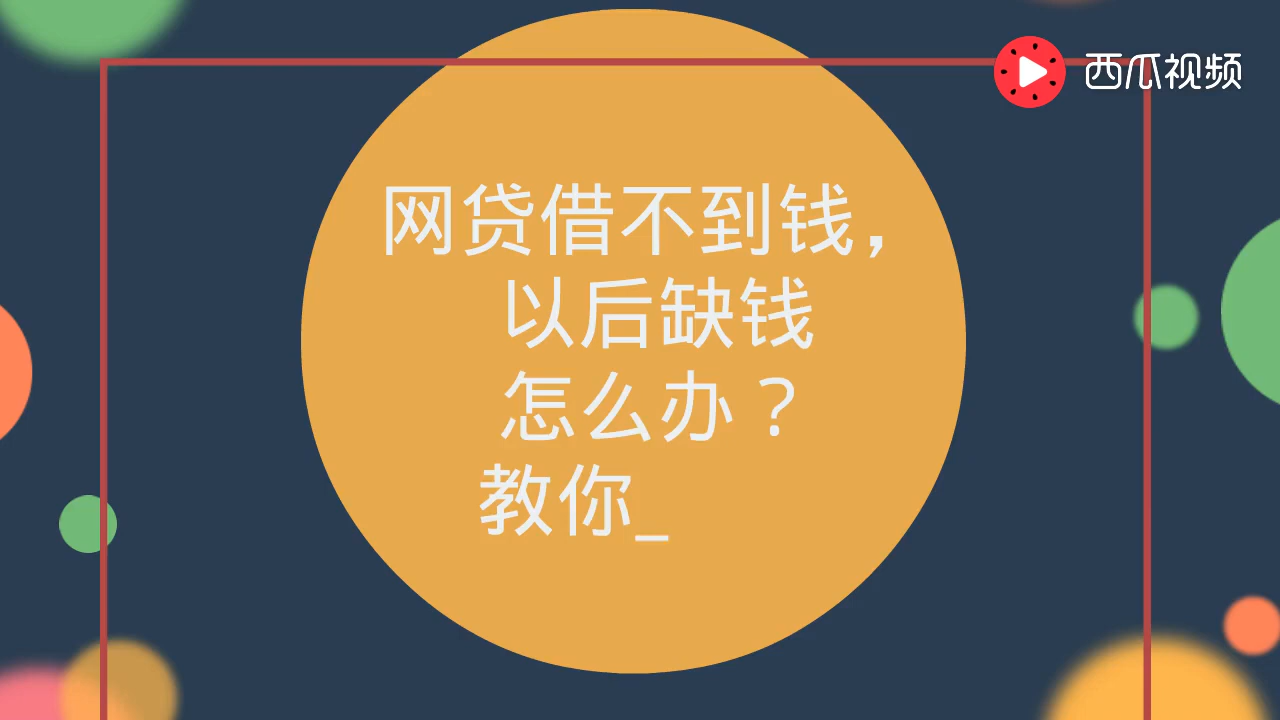 西瓜视频
网贷借不到钱，
以后缺钱
怎么办？
教你_